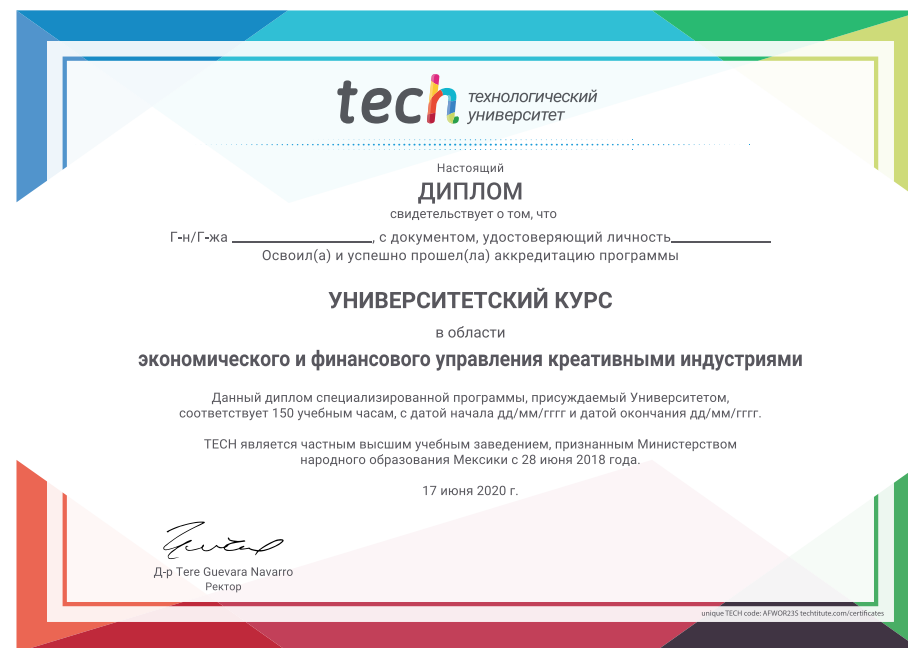 tech технологический
университет
Настоящий
ДИПЛОМ
свидетельствует о том, что
Г-н/Г-жа ____________, с документом, удостоверяющий личность____________
Освоил(а) и успешно прошел(ла) аккредитацию программы
УНИВЕРСИТЕТСКИЙ КУРС
в области
экономического и финансового управления креативными индустриями
Данный диплом специализированной программы, присуждаемый Университетом,
соответствует 150 учебным часам, с датой начала дд/мм/гггг и датой окончания дд/мм/гггг.
TECH является частным высшим учебным заведением, признанным Министерством
народного образования Мексики с 28 июня 2018 года.
17 июня 2020 г.
Д-р Tere Guevara Navarro
Ректор
unique TECH code: AFWOR23S techtitute.com/certificates